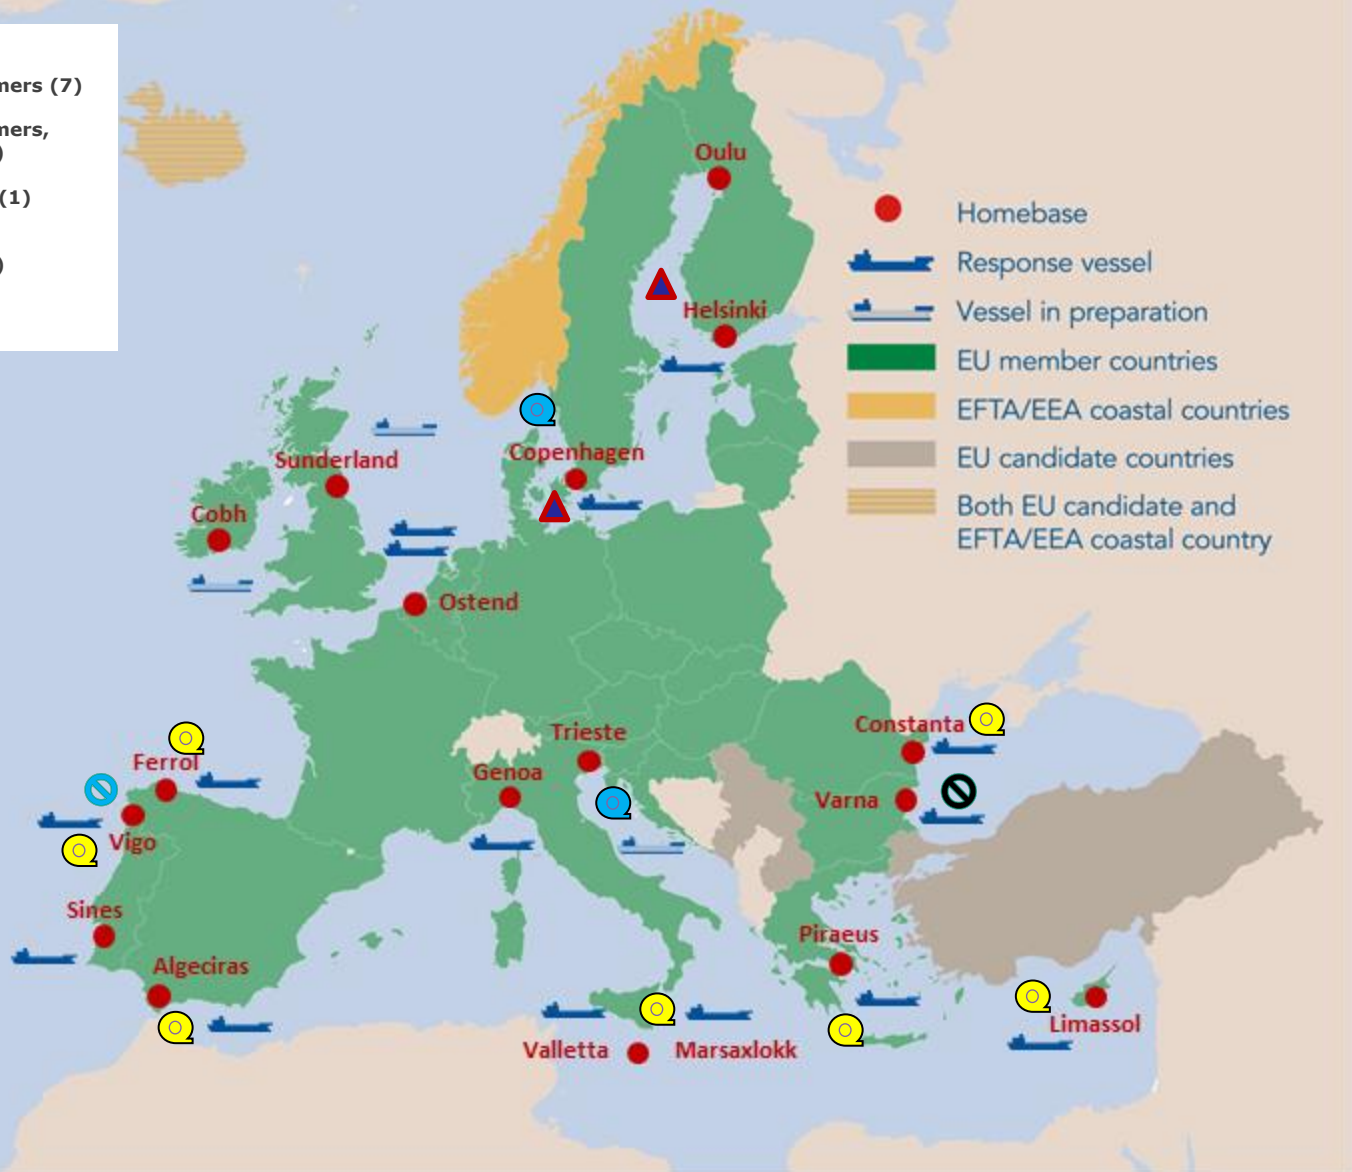 mers (7)
mers,
)
(1)
)
Oulu
Homebase
Response vessel
Helsinki
Vessel in preparation
EU member countries
EFTA/EEA coastal countries
Copenhagen
Sunderland
EU candidate countries
Both EU candidate and
EFTA/EEA coastal country
Cobh
Ostend
Constanta
Trieste
Ferrol
Genoa
Varna
Vigo
Sines
Piraeus
Algeciras
Limassol
Valletta
Marsaxlokk